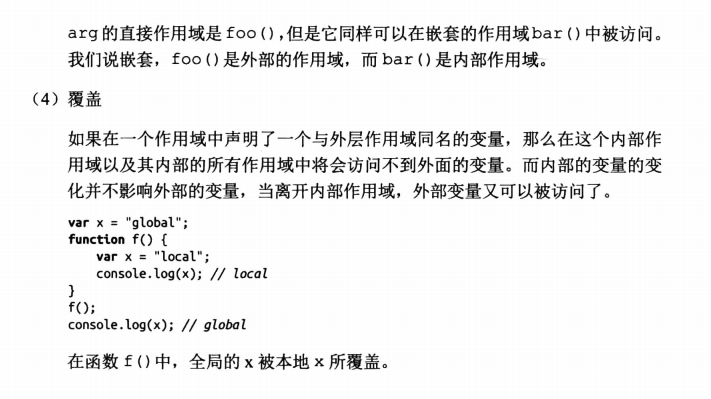 arg 的直接作用域是 foo(),但是它同样可以在嵌套的作用域bar()中被访问。
我们说嵌套，foo()是外部的作用域，而 bar()是内部作用域。
（4）覆盖
如果在一个作用域中声明了一个与外层作用域同名的变量，那么在这个内部作
用域以及其内部的所有作用域中将会访问不到外面的变量。而内部的变量的变
化并不影响外部的变量，当离开内部作用域，外部变量又可以被访问了。
var x = "global";
function f() {
    var x = "local";
    console.log(x); // local
}
f();
console.log(x); // global
在函数 f()中，全局的 x 被本地 x 所覆盖。